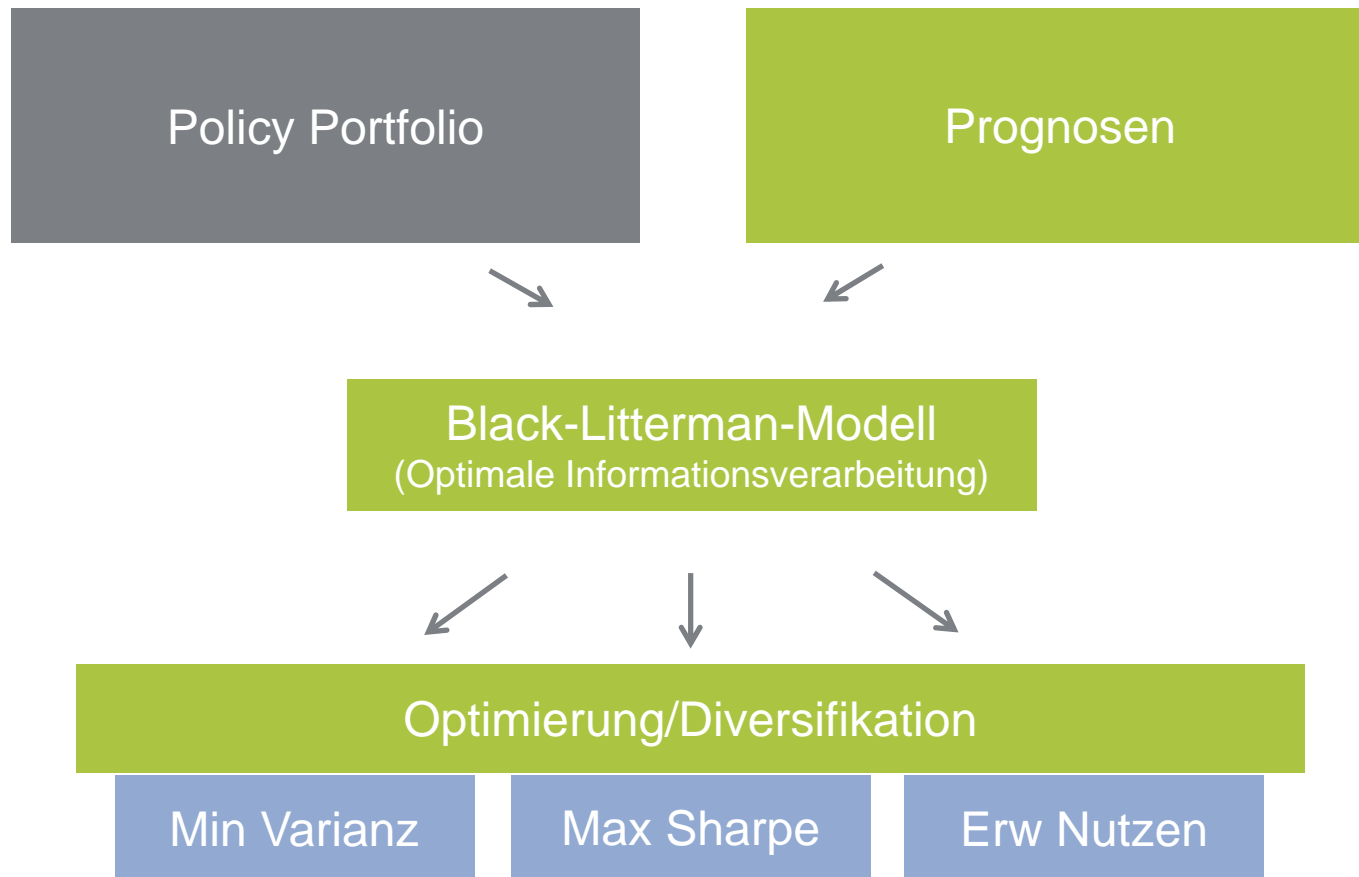 Policy Portfolio
Prognosen
Black-Litterman-Modell
(Optimale Informationsverarbeitung)
Optimierung/Diversifikation
Min Varianz
Max Sharpe
Erw Nutzen